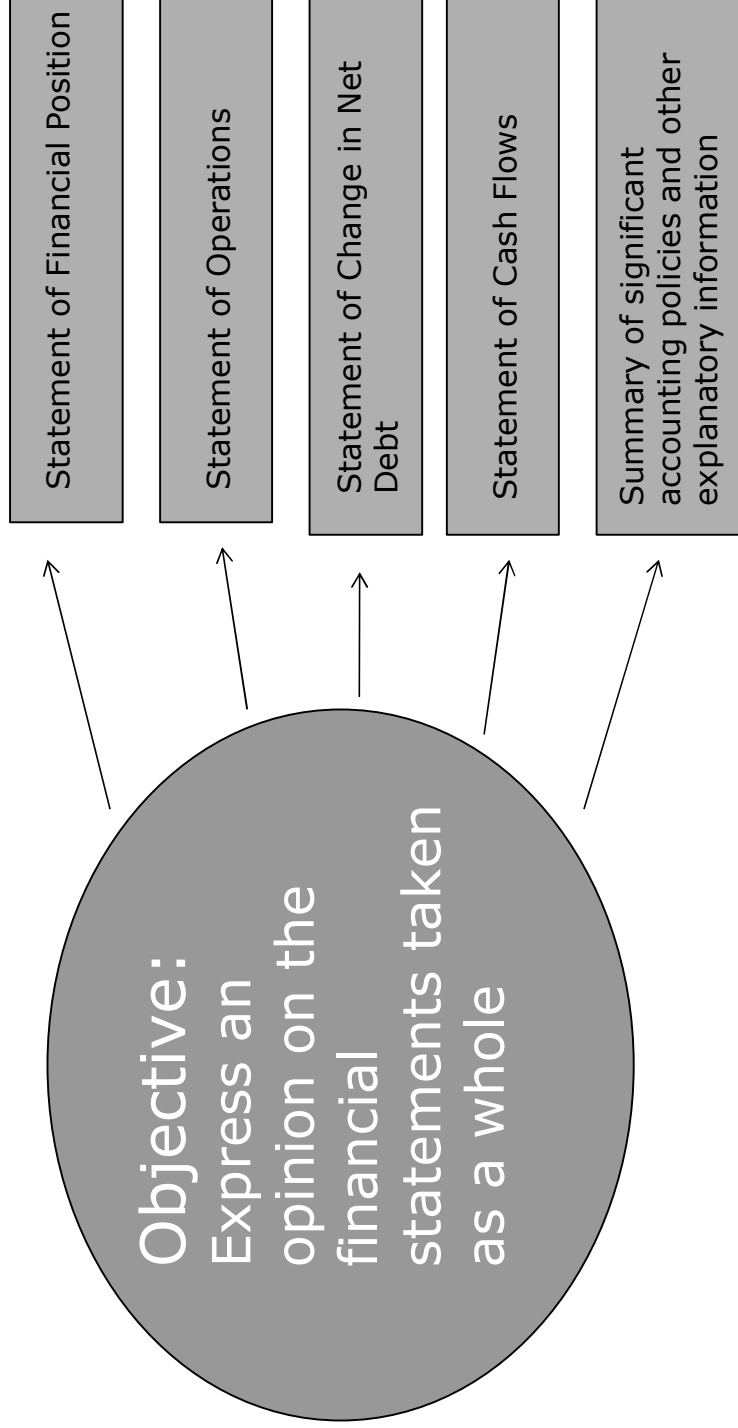 Objective:
Express an
opinion on the
financial
statements taken
as a whole
Statement of Financial Position
Statement of Operations
Statement of Change in Net
Debt
Statement of Cash Flows
Summary of significant
accounting policies and other
explanatory information